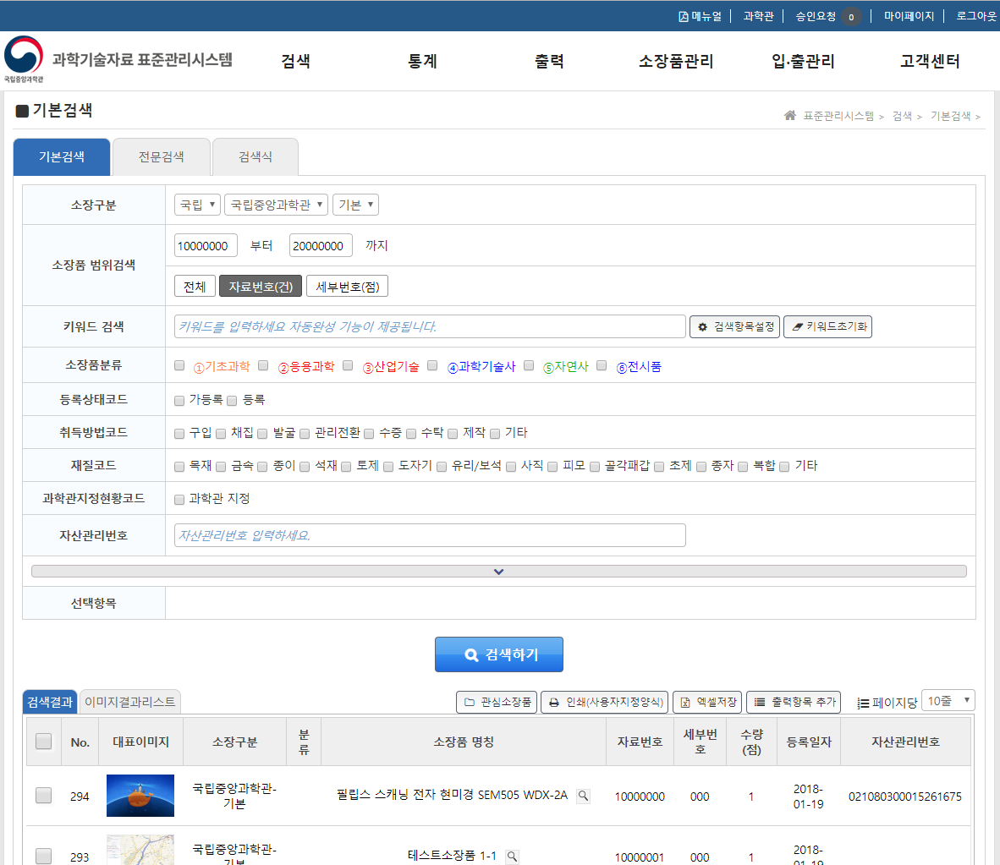 메뉴얼 과학관 승인요청 0 마이페이지 로그아웃
국립중앙과학관 과학기술자료 표준관리시스템 검색 통계 출력 소장품관리 입·출관리 고객센터
기본검색
표준관리시스템 > 검색 > 기본검색 >
기본검색 전문검색 검색식
소장구분 국립 국립중앙과학관 기본
소장품 범위검색 10000000 부터 20000000 까지
전체 자료번호(건) 세부번호(점)
키워드 검색 키워드를 입력하세요 자동완성 기능이 제공됩니다. 검색항목설정 키워드초기화
소장품분류 ①기초과학 ②응용과학 ③산업기술 ④과학기술사 ⑤자연사 ⑥전시품
등록상태코드 가등록 등록
취득방법코드 구입 채집 발굴 관리전환 수증 수탁 제작 기타
재질코드 목재 금속 종이 석재 토제 도자기 유리/보석 사직 피모 골각패갑 초제 종자 복합 기타
과학관지정현황코드 과학관 지정
자산관리번호 자산관리번호 입력하세요.
선택항목
검색하기
검색결과 이미지결과리스트 관심소장품 인쇄(사용자지정양식) 엑셀저장 출력항목 추가 페이지당 10줄
No. 대표이미지 소장구분 분류 소장품 명칭 자료번호 세부번호 수량(점) 등록일자 자산관리번호
294 국립중앙과학관-기본 필립스 스캐닝 전자 현미경 SEM505 WDX-2A 10000000 000 1 2018-01-19 021080300015261675
293 국립중앙과학관-기본 테스트소장품 1-1 10000001 000 1 2018-01-19